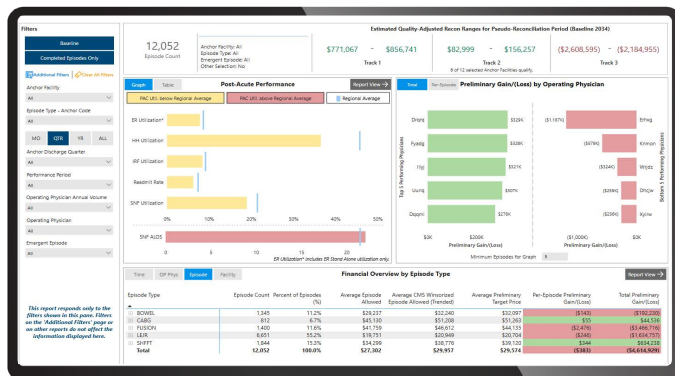 Filters
Baseline
Completed Episodes Only
Additional Filters
Clear All Filters
Anchor Facility
All
Episode Type - Anchor Code
All
MO QTR YR ALL
Anchor Discharge Quarter
All
Performance Period
All
Operating Physician Annual Volume
All
Operating Physician
All
Emergent Episode
All
This report responds only to the
filters shown in this pane. Filters
on the 'Additional Filters' page or
on other reports do not affect the
information displayed here.
Estimated Quality-Adjusted Recon Ranges for Pseudo-Reconciliation Period (Baseline 2034)
12,052
Episode Count
Anchor Facility: All
Episode Type: All
Emergent Episode: All
Other Selection: No
$771,067 - $856,741
Track 1
$82,999 - $156,257
Track 2
8 of 12 selected Anchor Facilities qualify.
($2,608,595) - ($2,184,955)
Track 3
Graph Table Post-Acute Performance Report View →
PAC Util. below Regional Average PAC Util. above Regional Average Regional Average
ER Utilization*
HH Utilization
IRF Utilization
Readmit Rate
SNF Utilization
0% 10% 20% 30% 40% 50%
SNF ALOS
0 5 10 15 20
ER Utilization* includes ER Stand Alone utilization only.
Total Per-Episode Preliminary Gain/(Loss) by Operating Physician
Top 5 Performing Physicians
$329K
Fyadg $328K
$321K
$307K
$278K
$0K $200K
Preliminary Gain/(Loss)
Bottom 5 Performing Physicians
($1,187K) Erhvg
($579K) Knmon
($324K) Wrjdz
Dhcjw
Xyirw
($1,000K) $0K
Preliminary Gain/(Loss)
Minimum Episodes for Graph
Time OP Phys Episode Facility Financial Overview by Episode Type Report View →
Episode Type Episode Count Percent of Episodes (%) Average Episode Allowed Average CMS Winsorized Episode Allowed (Trended) Average Preliminary Target Price Per-Episode Preliminary Gain/(Loss) Total Preliminary Gain/(Loss)
BOWEL 1,345 11.2% $29,237 $32,240 $32,097 ($143) ($192,230)
CABG 812 6.7% $45,130 $51,208 $51,263 $55 $44,536
FUSION 1,400 11.6% $41,759 $46,612 $44,135 ($2,476) ($3,466,716)
LEJR 6,651 55.2% $19,751 $20,949 $20,704 ($246) ($1,634,757)
SHFFT 1,844 15.3% $34,299 $38,776 $39,120 $344 $634,238
Total 12,052 100.0% $27,302 $29,957 $29,574 ($383) ($4,614,929)